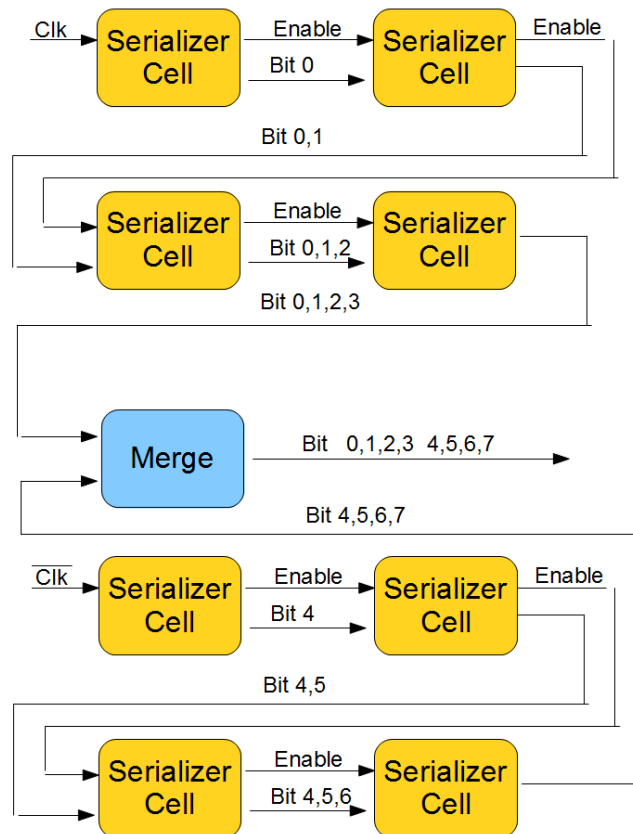 Clk
Serializer
Cell
Enable
Bit 0
Serializer
Cell
Enable
Bit 0,1
Serializer
Cell
Enable
Bit 0,1,2
Serializer
Cell
Bit 0,1,2,3
Merge
Bit 0,1,2,3 4,5,6,7
Bit 4,5,6,7
C̅l̅k̅
Serializer
Cell
Enable
Bit 4
Serializer
Cell
Enable
Bit 4,5
Serializer
Cell
Enable
Bit 4,5,6
Serializer
Cell